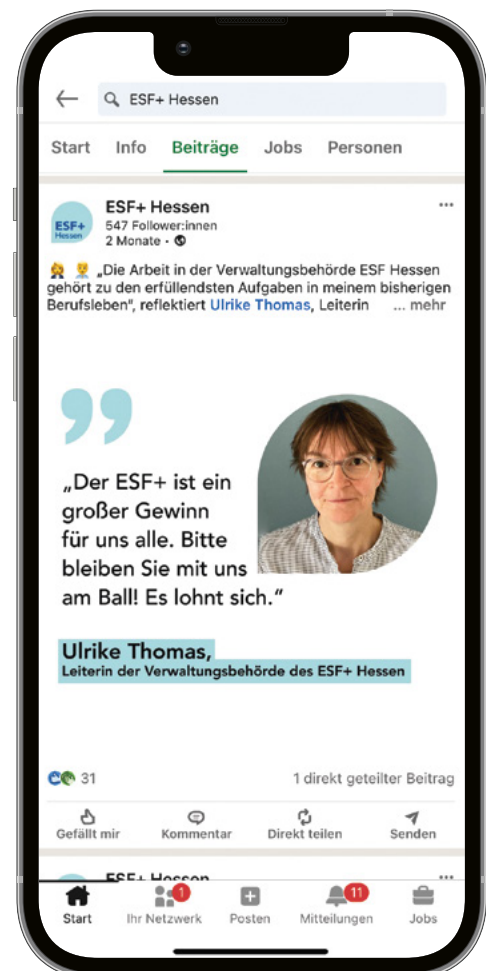 ESF+ Hessen
Start Info Beiträge Jobs Personen
ESF+
Hessen
ESF+ Hessen
547 Follower:innen
2 Monate •
„Die Arbeit in der Verwaltungsbehörde ESF Hessen
gehört zu den erfüllendsten Aufgaben in meinem bisherigen
Berufsleben“, reflektiert Ulrike Thomas, Leiterin ... mehr
„Der ESF+ ist ein
großer Gewinn
für uns alle. Bitte
bleiben Sie mit uns
am Ball! Es lohnt sich.“
Ulrike Thomas,
Leiterin der Verwaltungsbehörde des ESF+ Hessen
31 1 direkt geteilter Beitrag
Gefällt mir Kommentar Direkt teilen Senden
ESF+ Hessen
1 11
Start Ihr Netzwerk Posten Mitteilungen Jobs